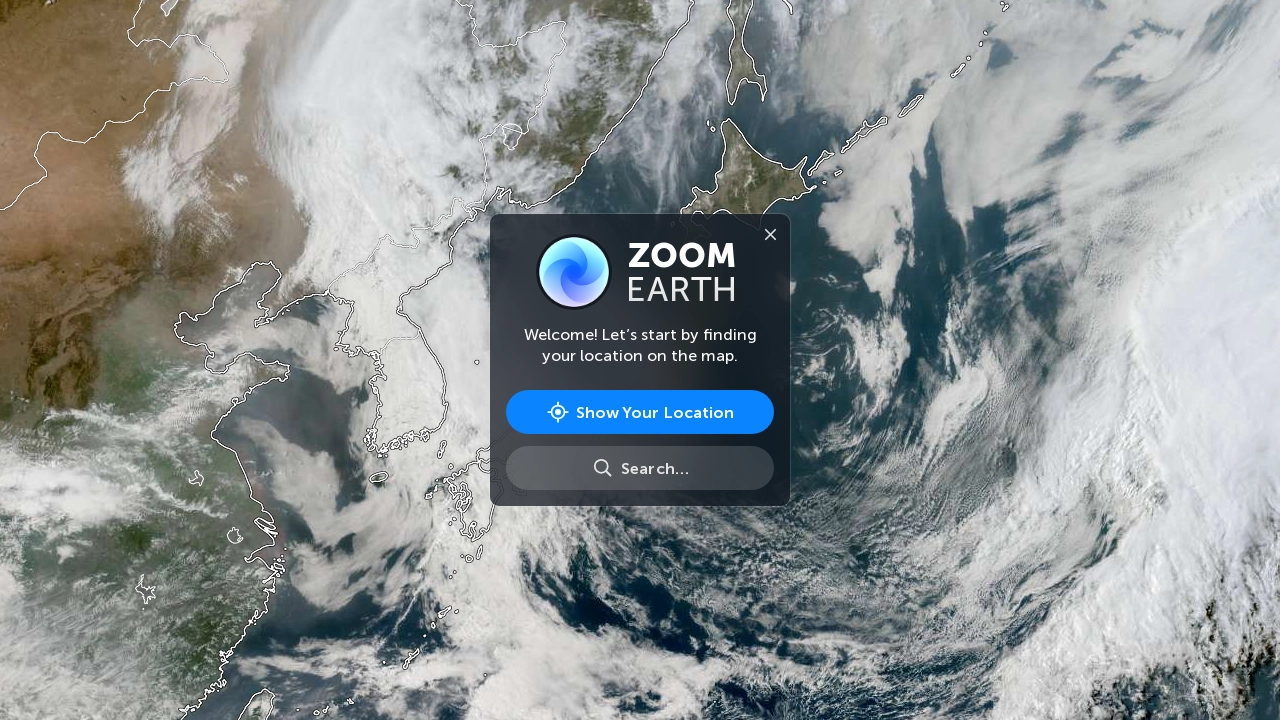 ZOOM
EARTH
Welcome! Let’s start by finding
your location on the map.
Show Your Location
Search…